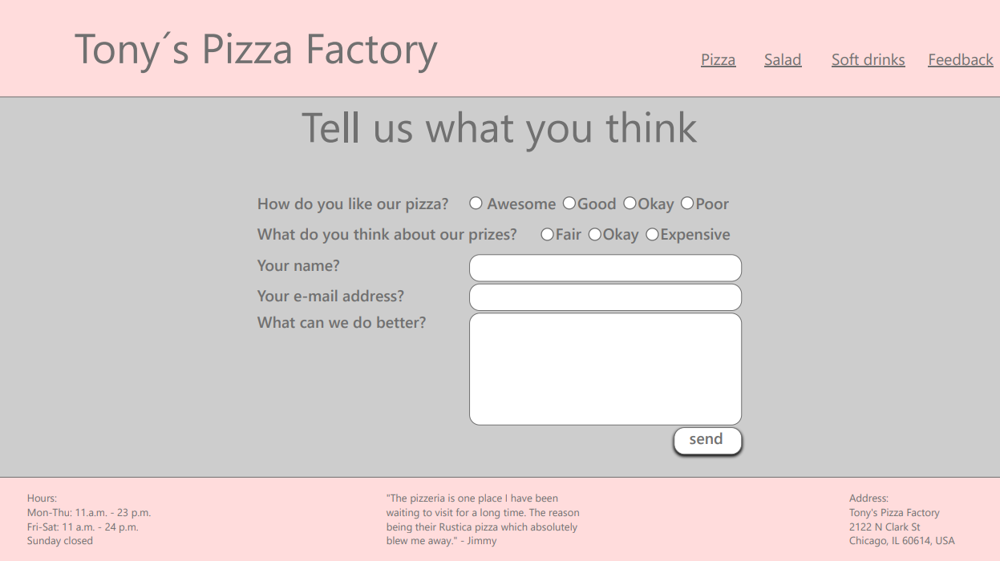 Tony´s Pizza Factory
Pizza Salad Soft drinks Feedback
Tell us what you think
How do you like our pizza? Awesome Good Okay Poor
What do you think about our prizes? Fair Okay Expensive
Your name?
Your e-mail address?
What can we do better?
send
Hours:
Mon-Thu: 11.a.m. - 23 p.m.
Fri-Sat: 11 a.m. - 24 p.m.
Sunday closed
"The pizzeria is one place I have been
waiting to visit for a long time. The reason
being their Rustica pizza which absolutely
blew me away." - Jimmy
Address:
Tony's Pizza Factory
2122 N Clark St
Chicago, IL 60614, USA